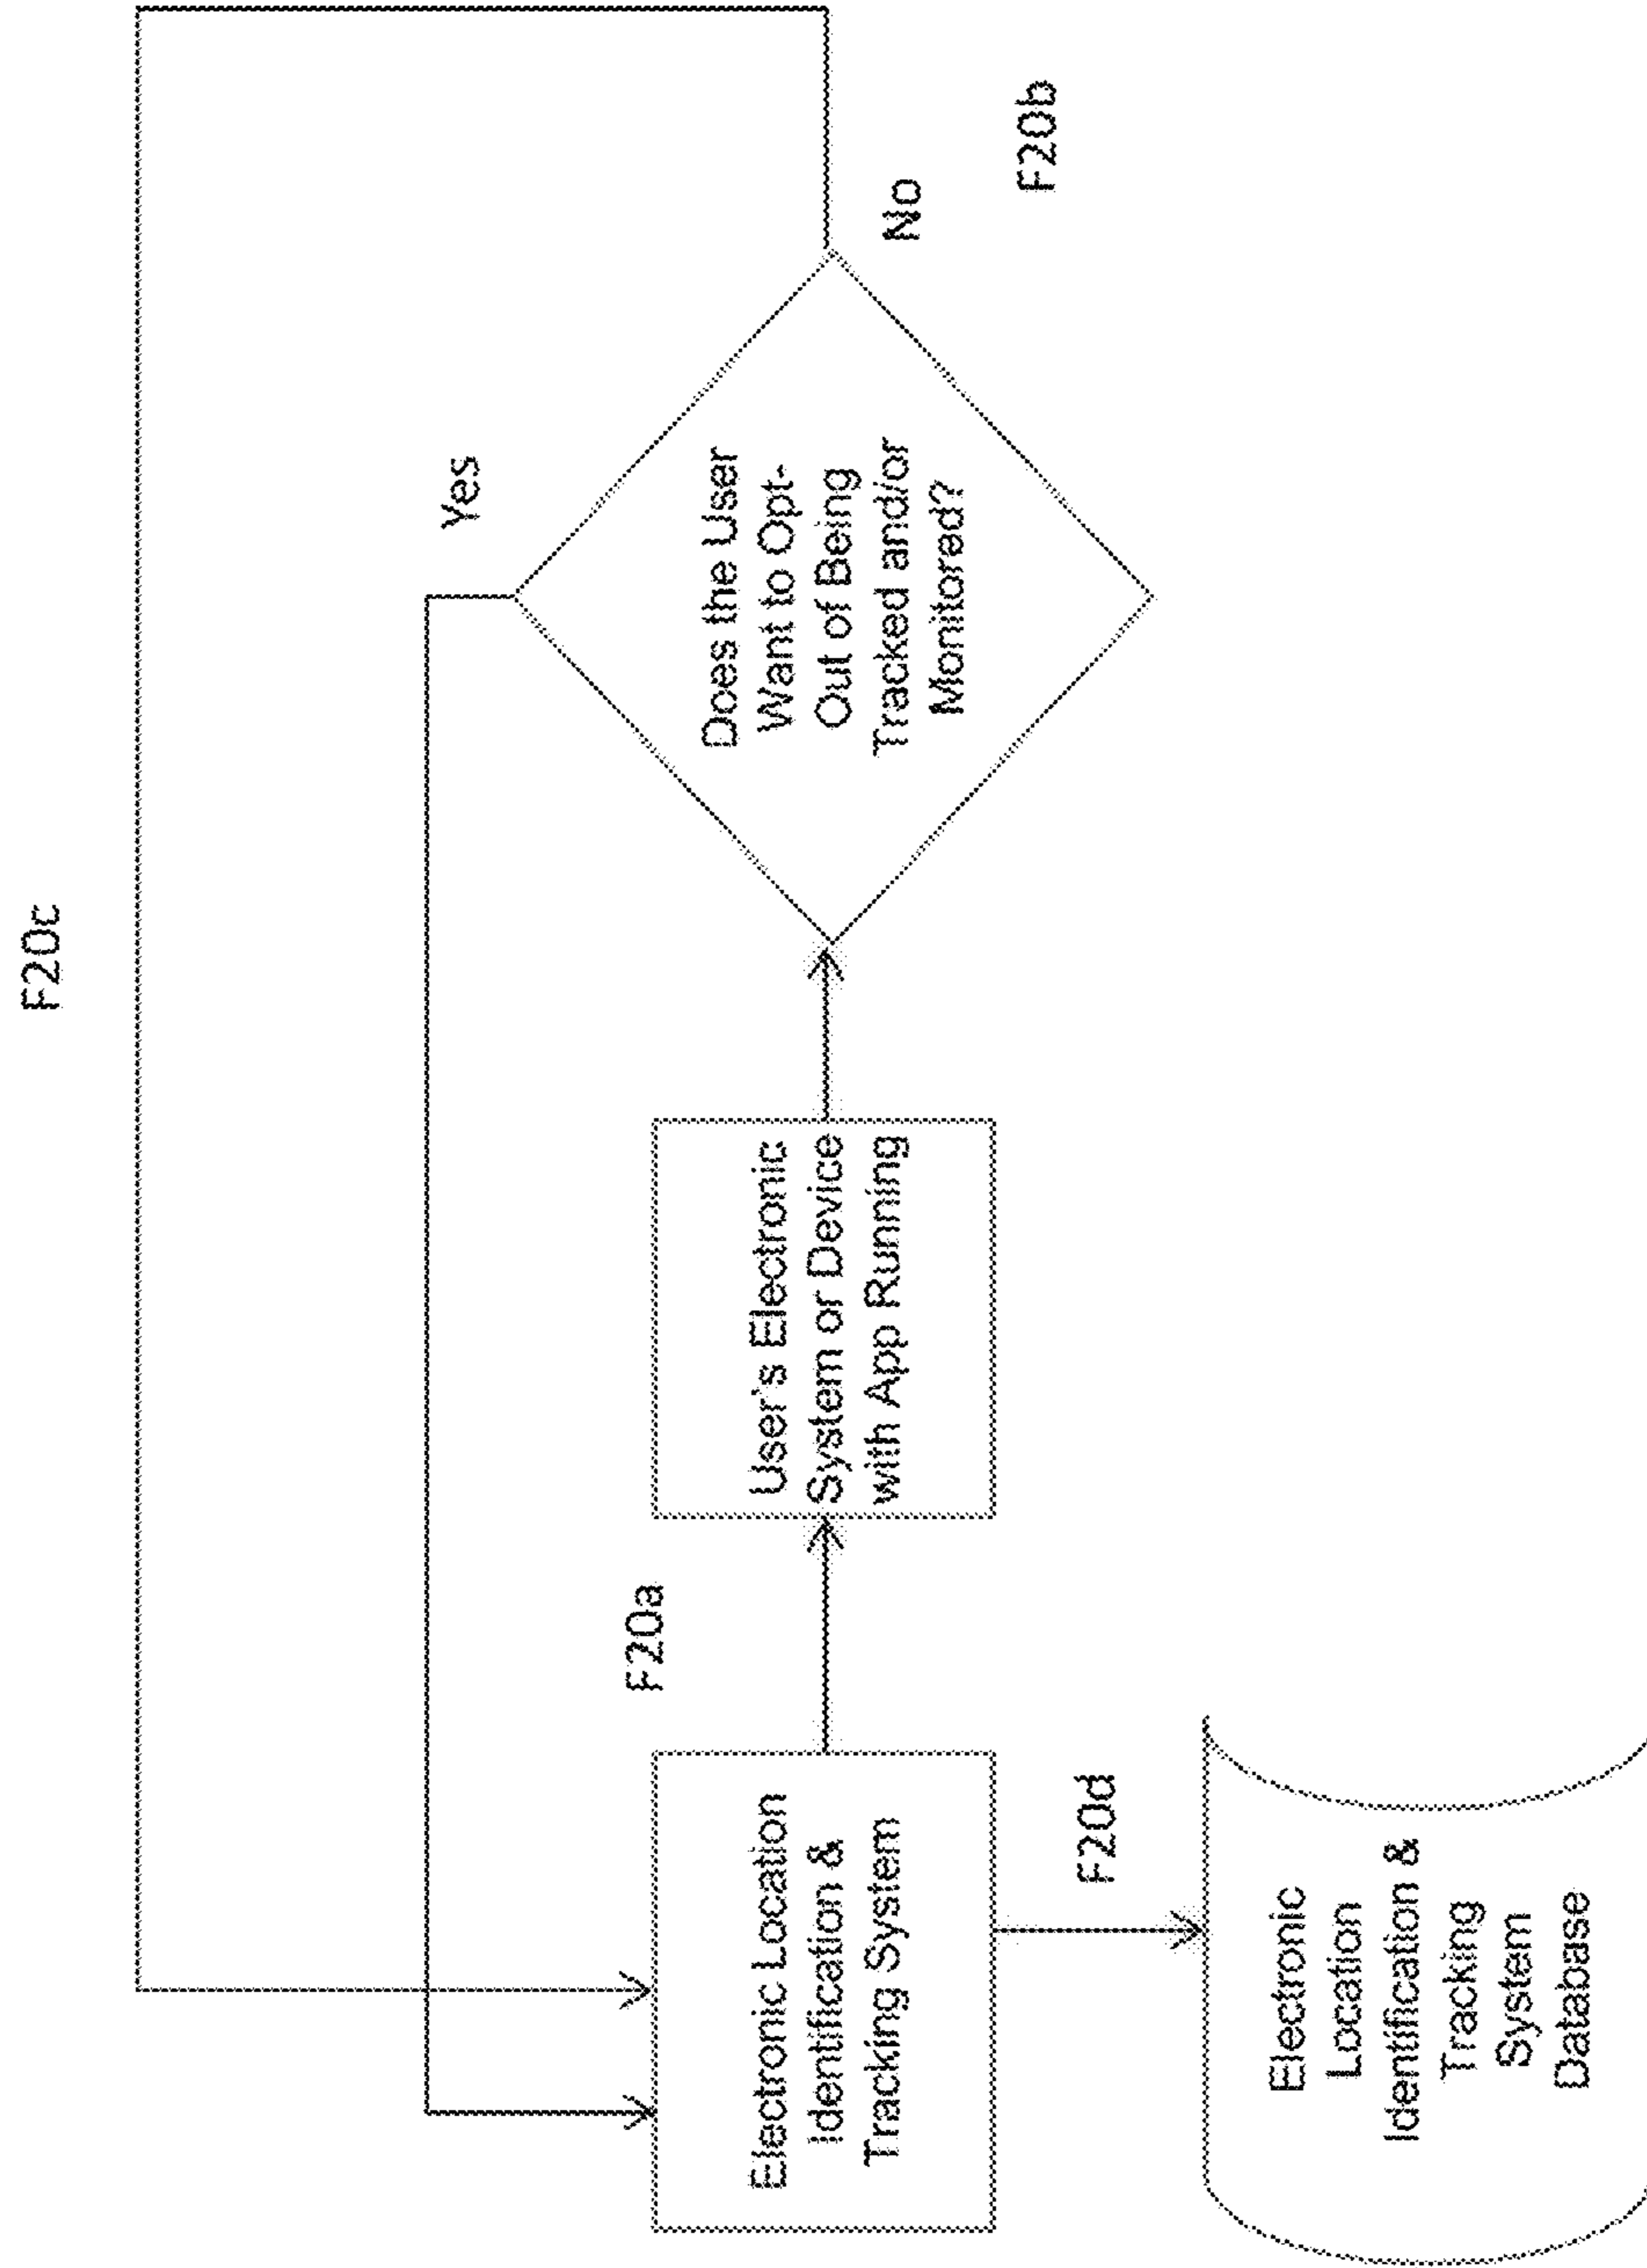 F20c
Yes
F20a
Electronic Location
Identification &
Tracking System
User's Electronic
System or Device
with App Running
Does the User
Want to Opt-
Out of Being
Tracked and/or
Monitored?
No
F20d
F20b
Electronic
Location
Identification &
Tracking
System
Database